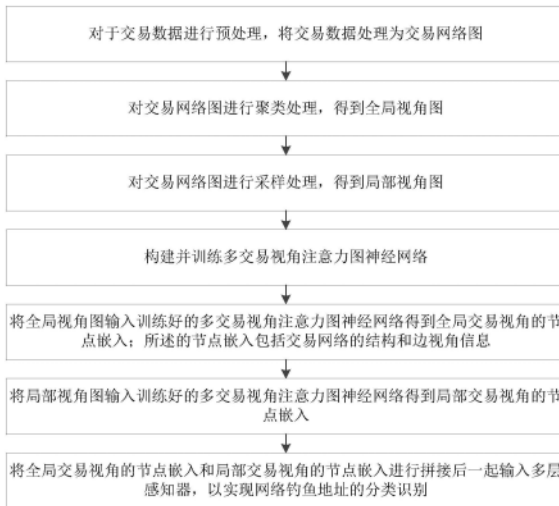 对于交易数据进行预处理，将交易数据处理为交易网络图
对交易网络图进行聚类处理，得到全局视角图
对交易网络图进行采样处理，得到局部视角图
构建并训练多交易视角注意力图神经网络
将全局视角图输入训练好的多交易视角注意力图神经网络得到全局交易视角的节
点嵌入；所述的节点嵌入包括交易网络的结构和边视角信息
将局部视角图输入训练好的多交易视角注意力图神经网络得到局部交易视角的节
点嵌入
将全局交易视角的节点嵌入和局部交易视角的节点嵌入进行拼接后一起输入多层
感知器，以实现网络钓鱼地址的分类识别